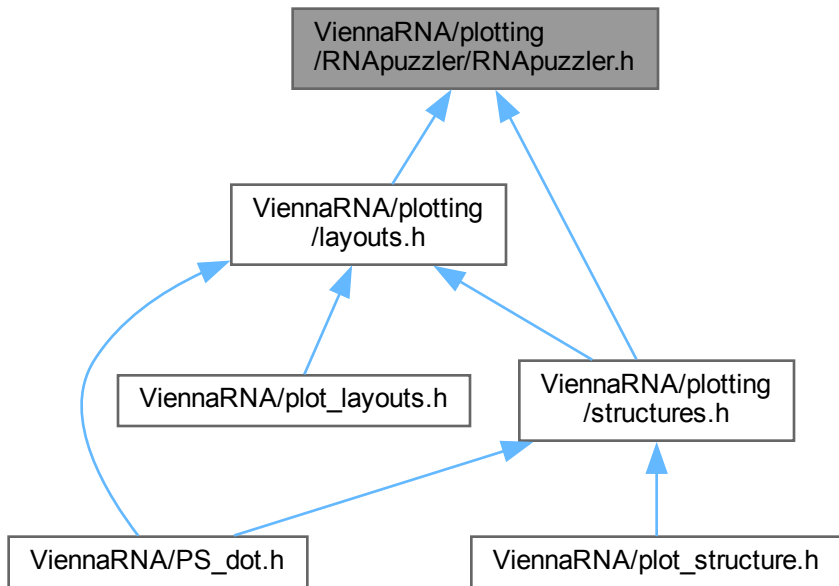 ViennaRNA/plotting
/RNApuzzler/RNApuzzler.h
ViennaRNA/plotting
/layouts.h
ViennaRNA/plot_layouts.h
ViennaRNA/plotting
/structures.h
ViennaRNA/PS_dot.h
ViennaRNA/plot_structure.h